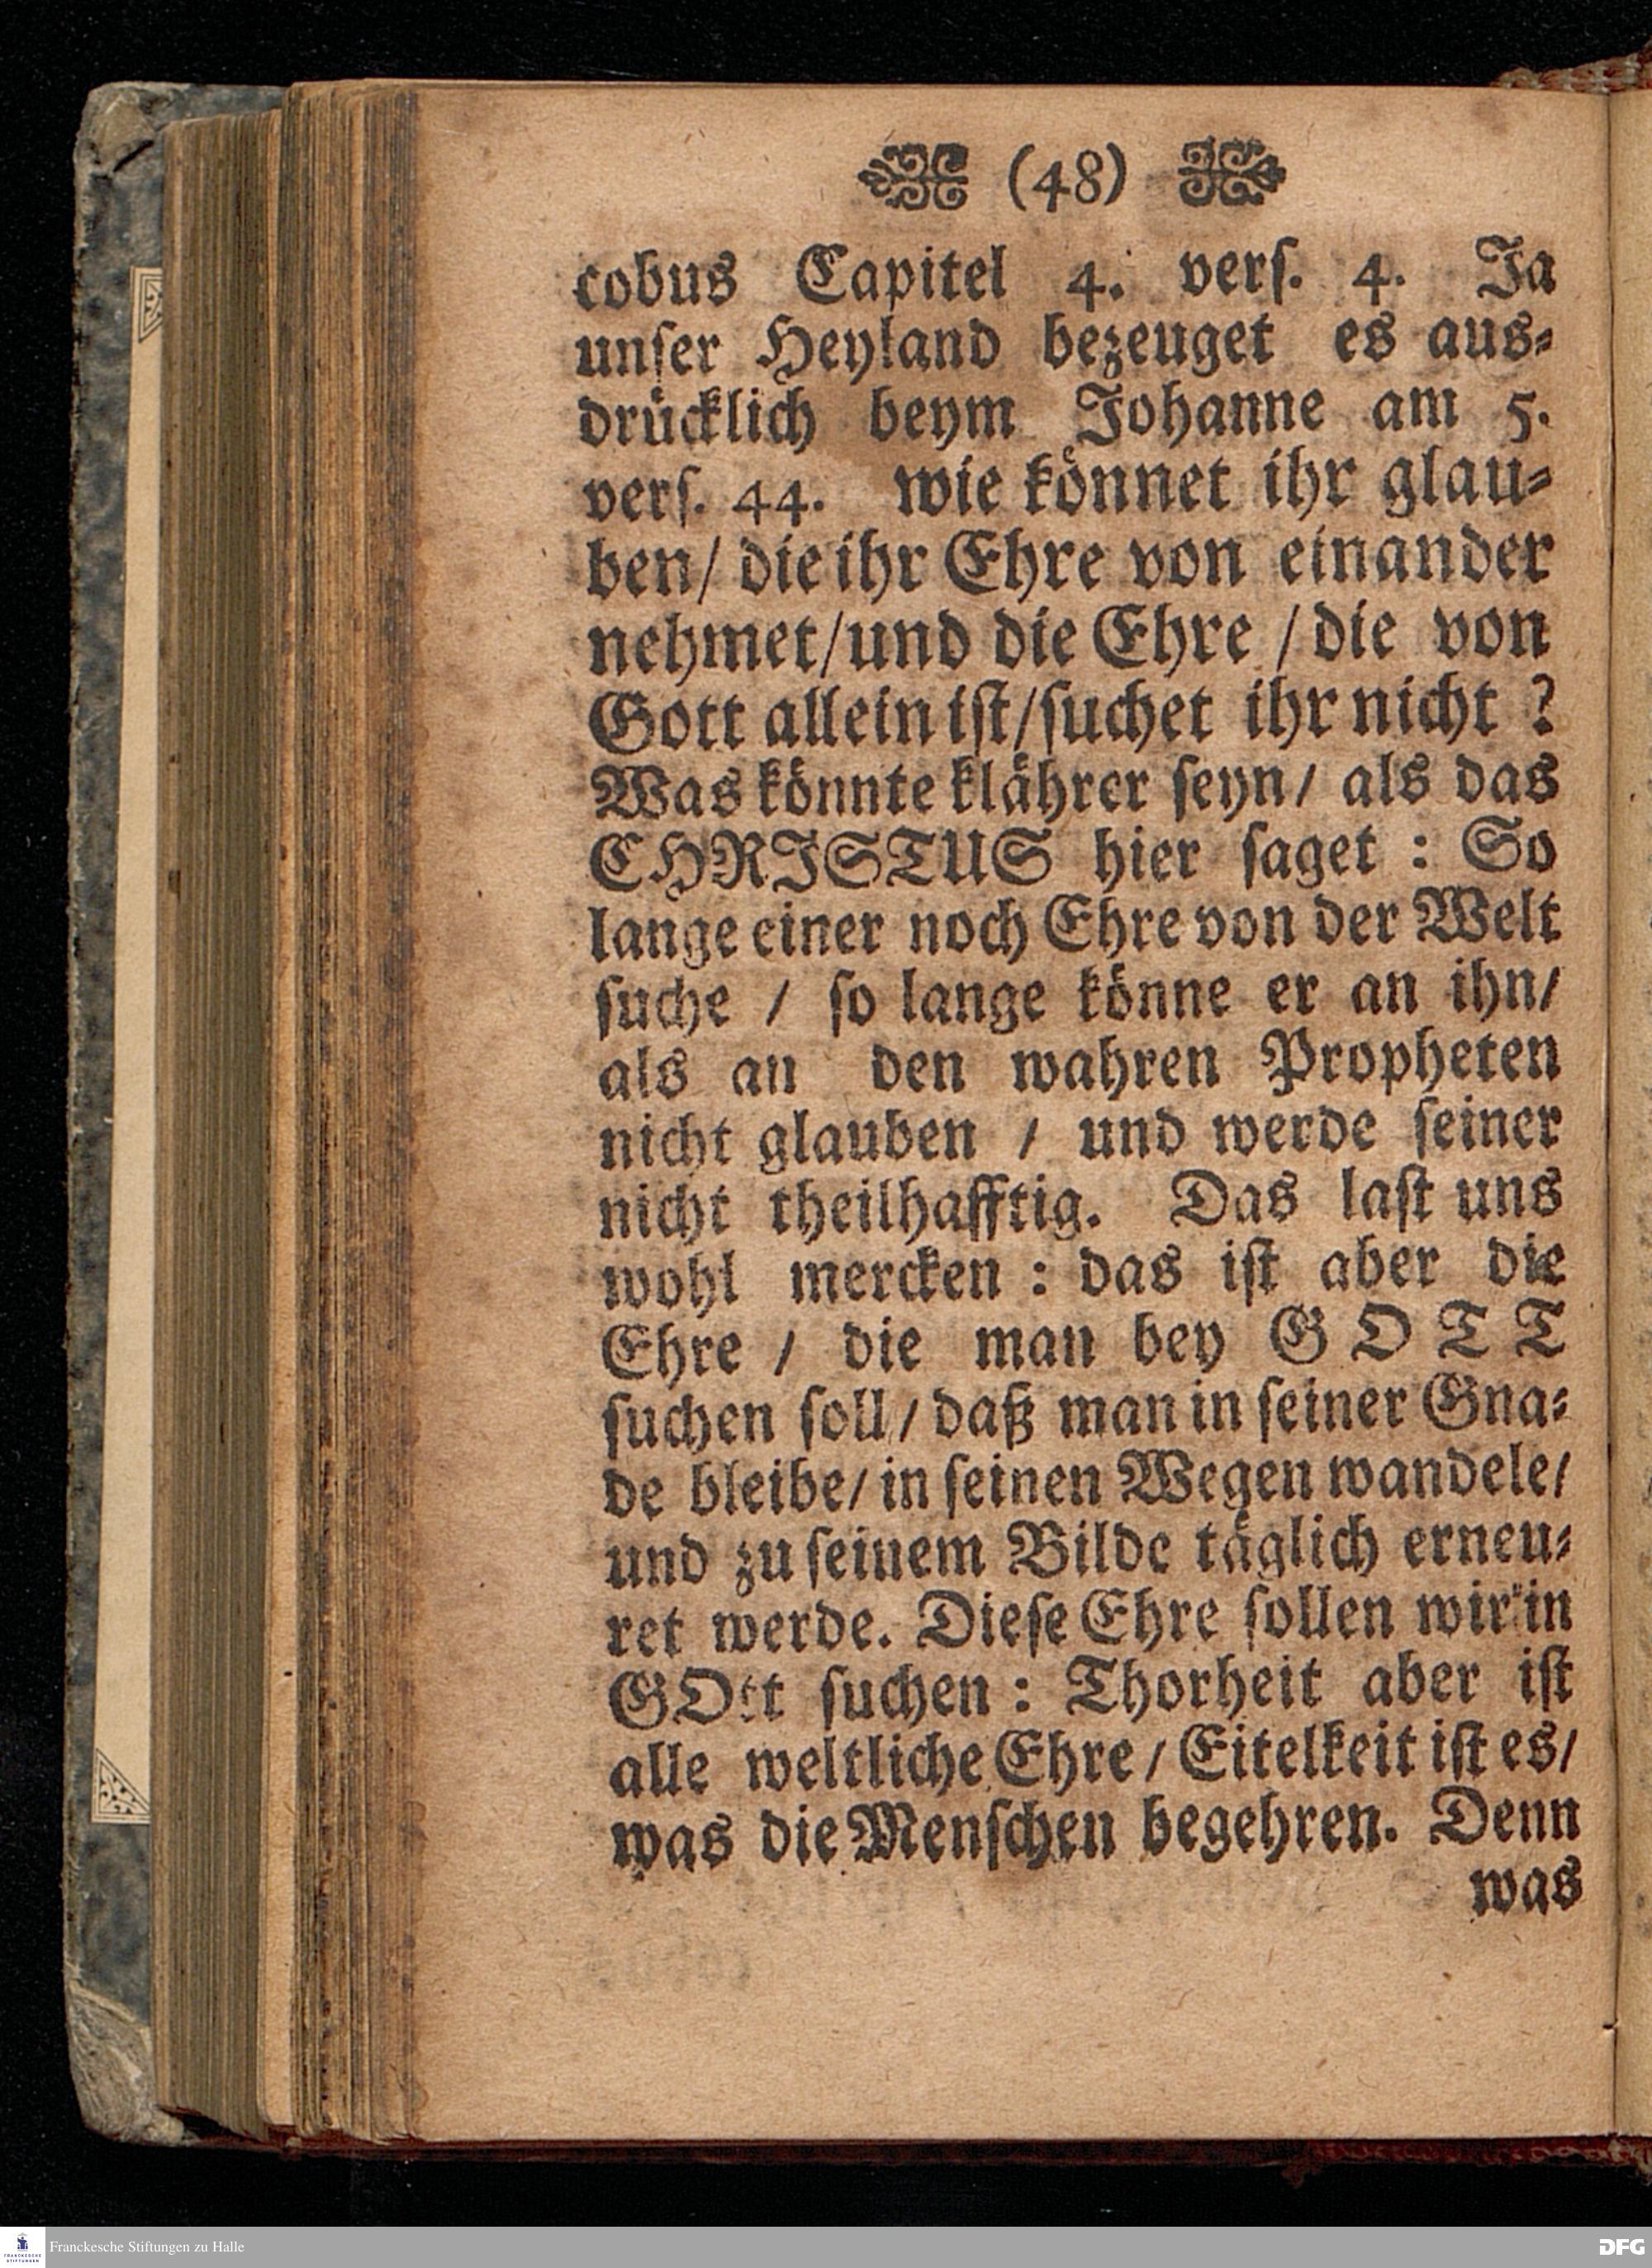 (48)
cobus Capitel 4. verſ. 4. Ja
unſer Heyland bezeuget es aus⸗
drücklich beym Johanne am 5.
verſ. 44. wie können ihr glau⸗
ben/ die ihr Ehre von einander
nehmet/und die Ehre /die von
Gott allein iſt/ſuchet ihr nicht ?
Was könnte klährer ſeyn/ als das
CHRISTUS hier ſaget : So
lange einer noch Ehre von der Welt
ſuche / ſo lange könne er an ihn/
als an den wahren Propheten
nicht glauben / und werde ſeiner
nicht theilhafftig. Das laſt uns
wohl mercken : das iſt aber die
Ehre / die man bey GOTT
ſuchen ſoll/ daß man in ſeiner Gna⸗
de bleibe/ in ſeinen Wegen wandele/
und zu ſeinem Bilde täglich erneu⸗
ret werde. Dieſe Ehre ſollen wir in
GOtt ſuchen : Thorheit aber iſt
alle weltliche Ehre / Eitelkeit iſt es/
was die Menſchen begehren. Denn
was
Franckesche Stiftungen zu Halle
DFG